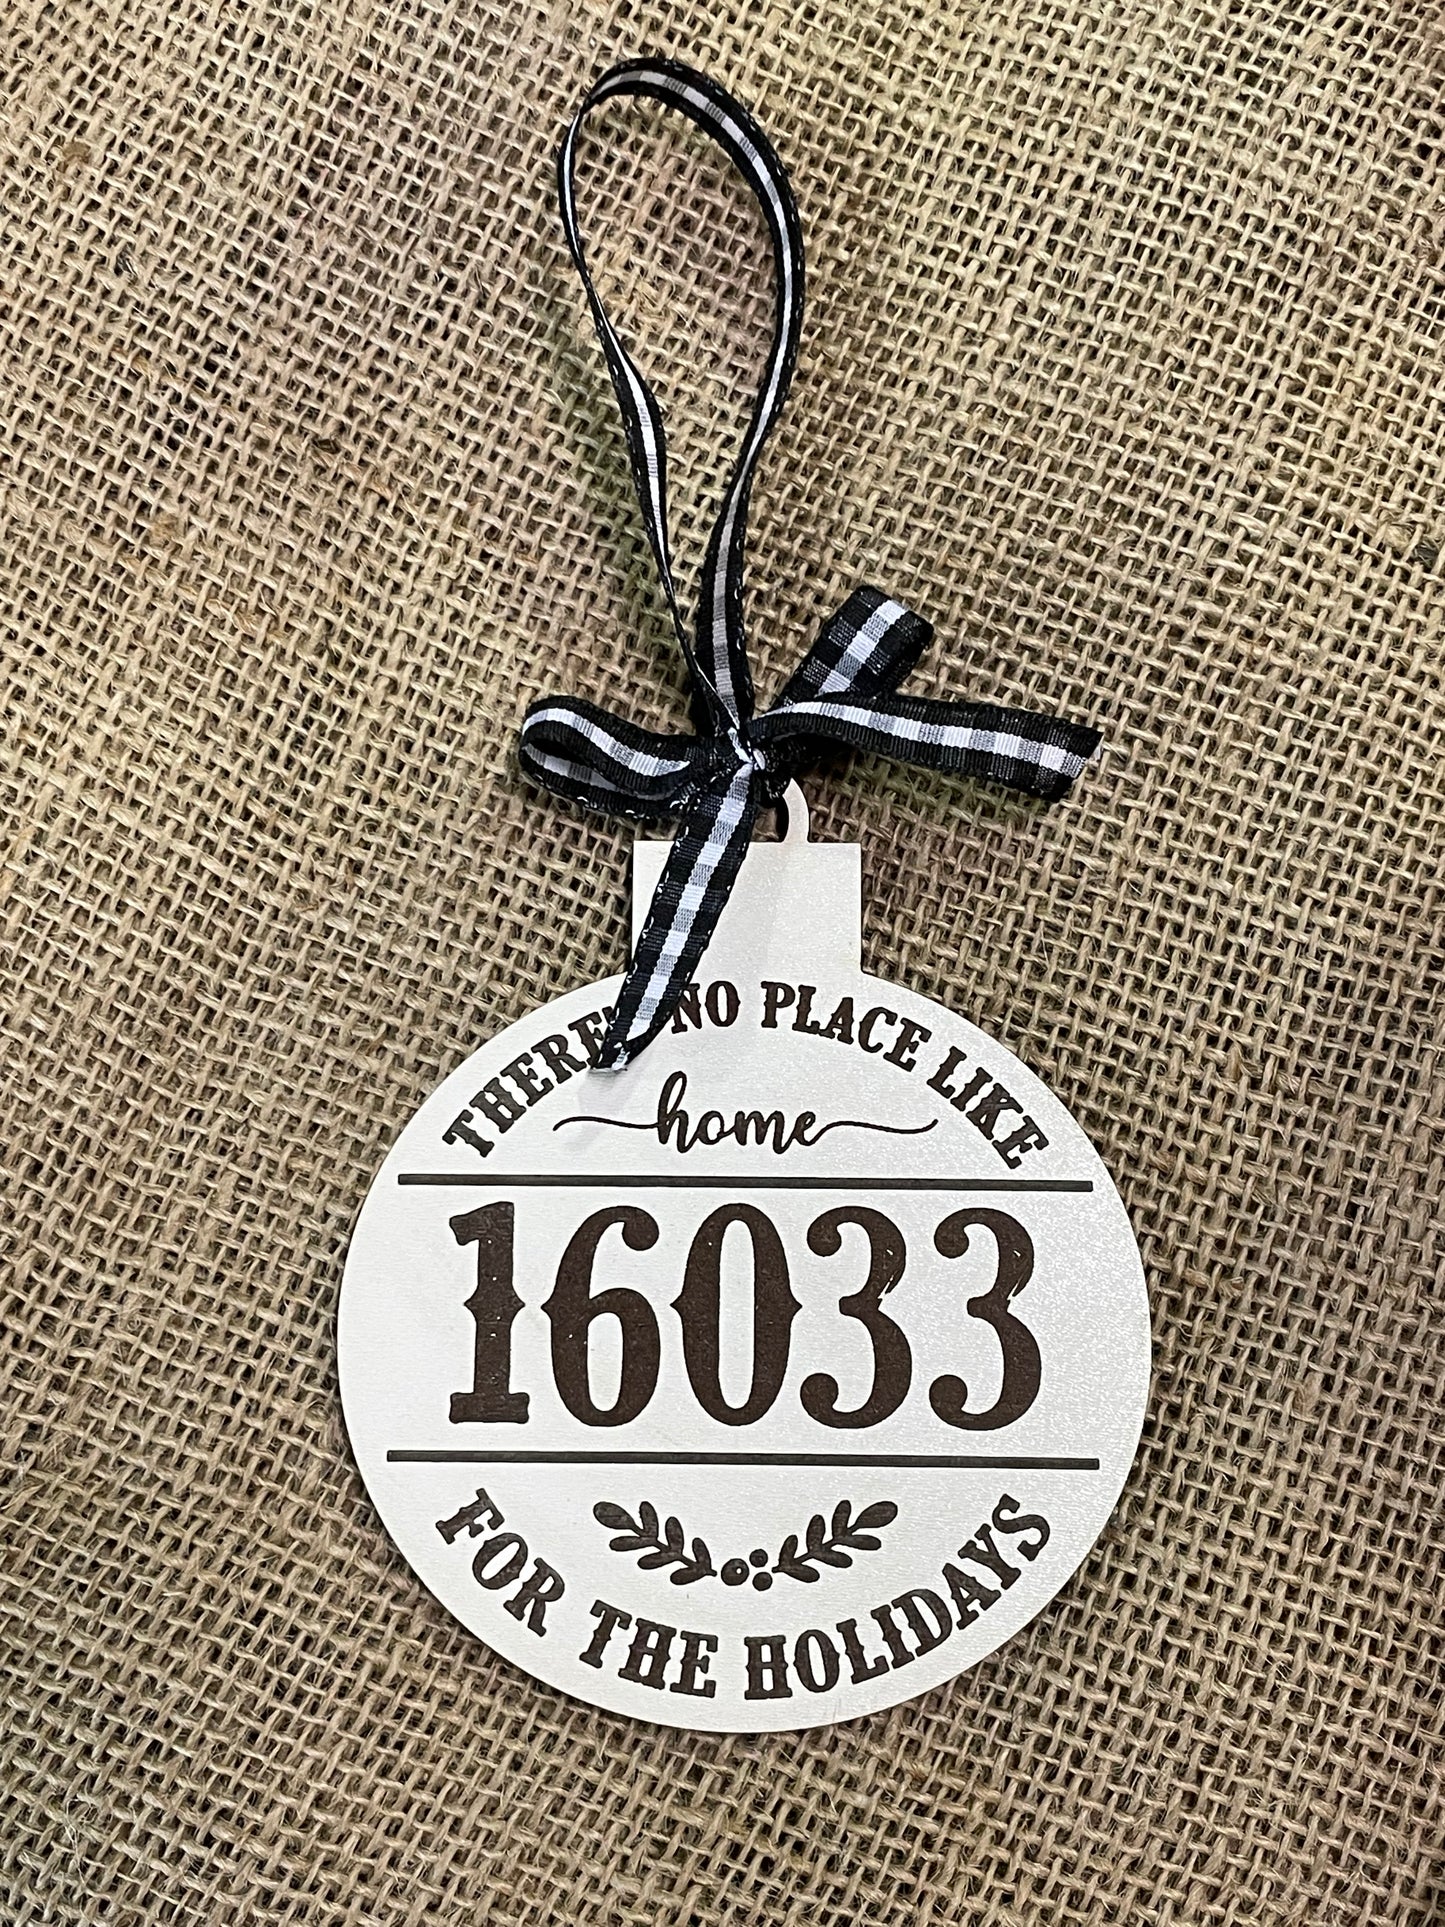 THERE'S NO PLACE LIKE
home
16033
FOR THE HOLIDAYS